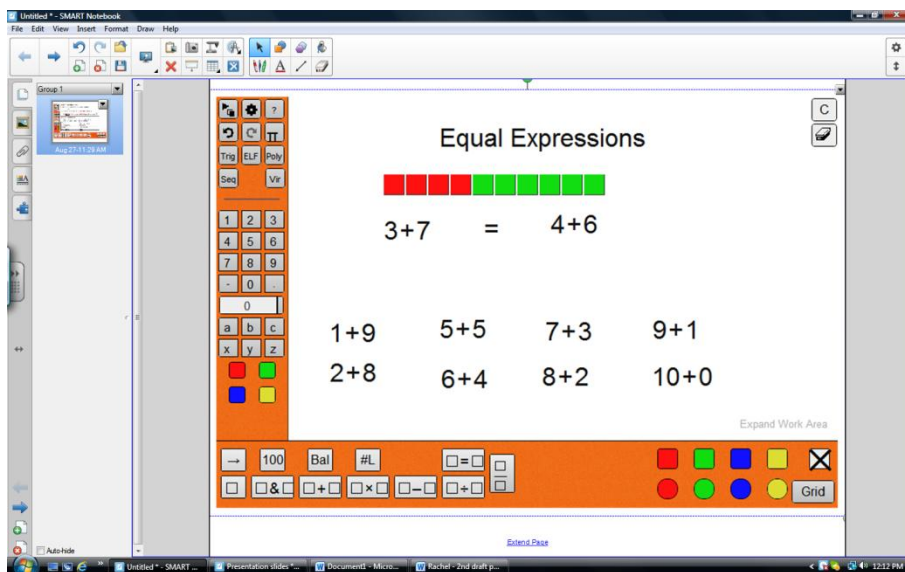 Untitled * - SMART Notebook
File Edit View Insert Format Draw Help
Group 1
Aug 27-11:29 AM
Auto-hide
?
π
Trig ELF Poly
Seq Vir
1 2 3
4 5 6
7 8 9
- 0 .
0
a b c
x y z
C
Equal Expressions
3+7 = 4+6
1+9 5+5 7+3 9+1
2+8 6+4 8+2 10+0
Expand Work Area
→ 100 Bal #L □=□
□ □&□ □+□ □×□ □−□ □÷□
Grid
Extend Page
Untitled * - SMART ... Presentation slides "... Document1 - Micro... Rachel - 2nd draft p...
12:12 PM